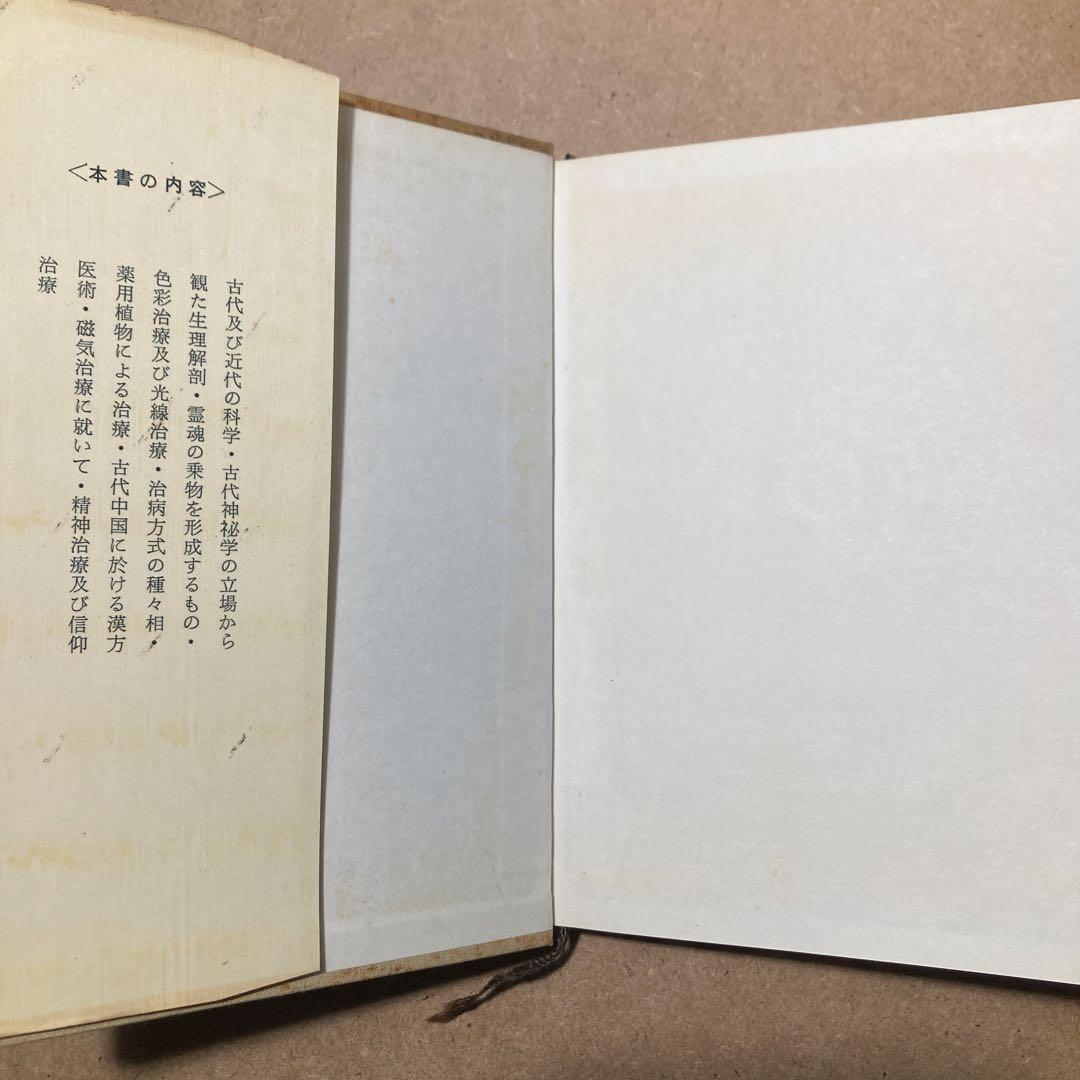 <本書の内容>
古代及び近代の科学・古代神祕学の立場から
観た生理解剖・霊魂の乗物を形成するもの・
色彩治療及び光線治療・治病方式の種々相・
薬用植物による治療・古代中国に於ける漢方
医術・磁気治療に就いて・精神治療及び信仰
治療